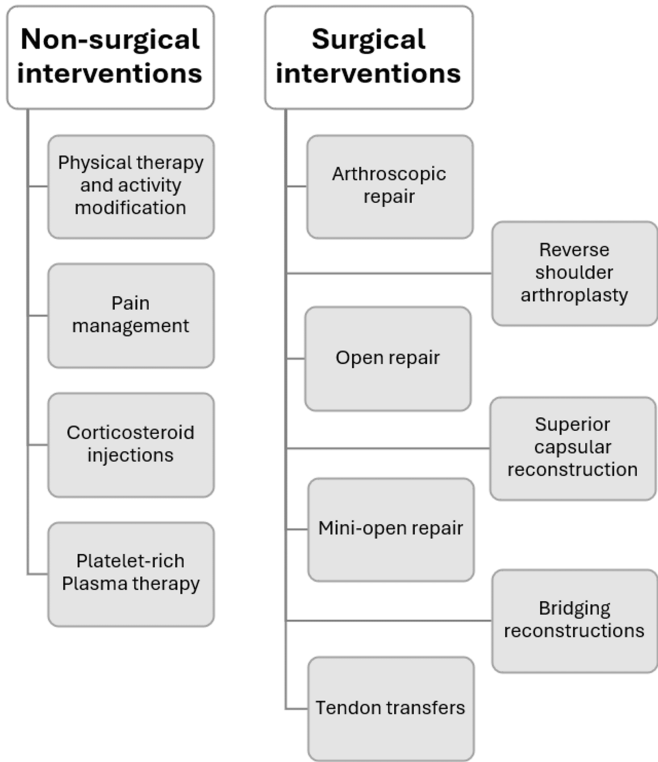 Non-surgical
interventions
Physical therapy
and activity
modification
Pain
management
Corticosteroid
injections
Platelet-rich
Plasma therapy
Surgical
interventions
Arthroscopic
repair
Reverse
shoulder
arthroplasty
Open repair
Superior
capsular
reconstruction
Mini-open repair
Bridging
reconstructions
Tendon transfers